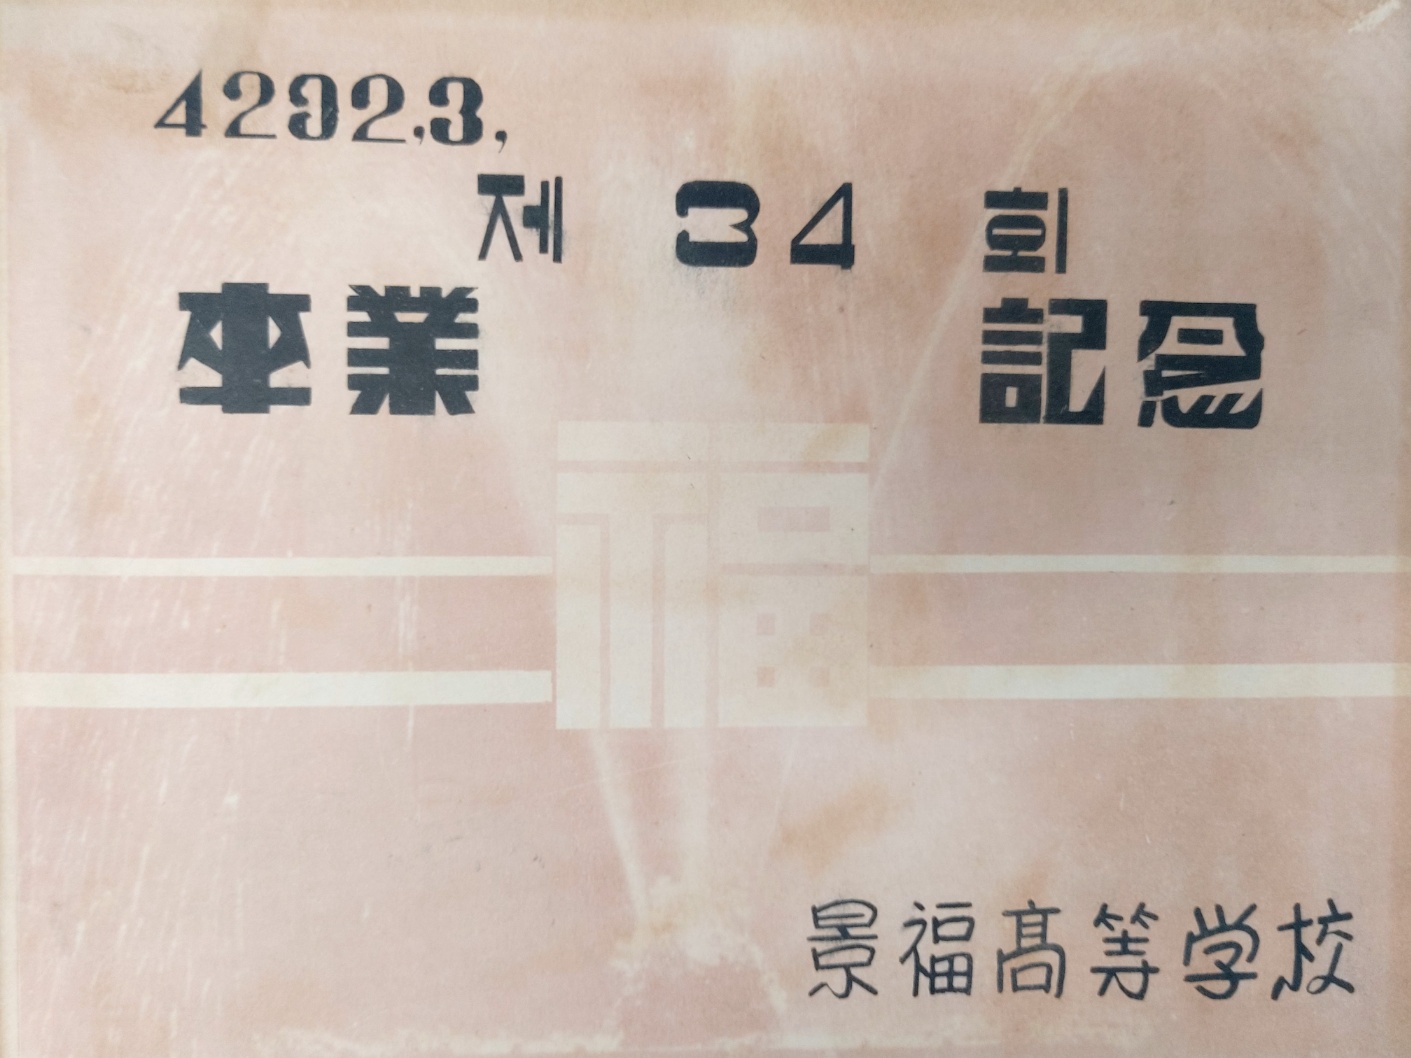 4292.3.
제 34 회
卒業 記念
福
景福高等学校